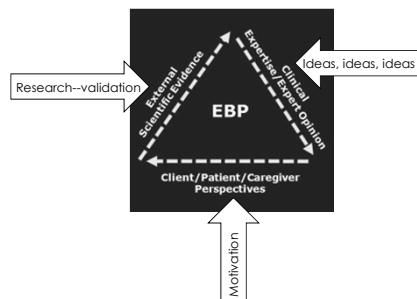 Ideas, ideas, ideas
Research--validation
External
Scientific Evidence
Clinical
Expertise/Expert Opinion
EBP
Client/Patient/Caregiver
Perspectives
Motivation